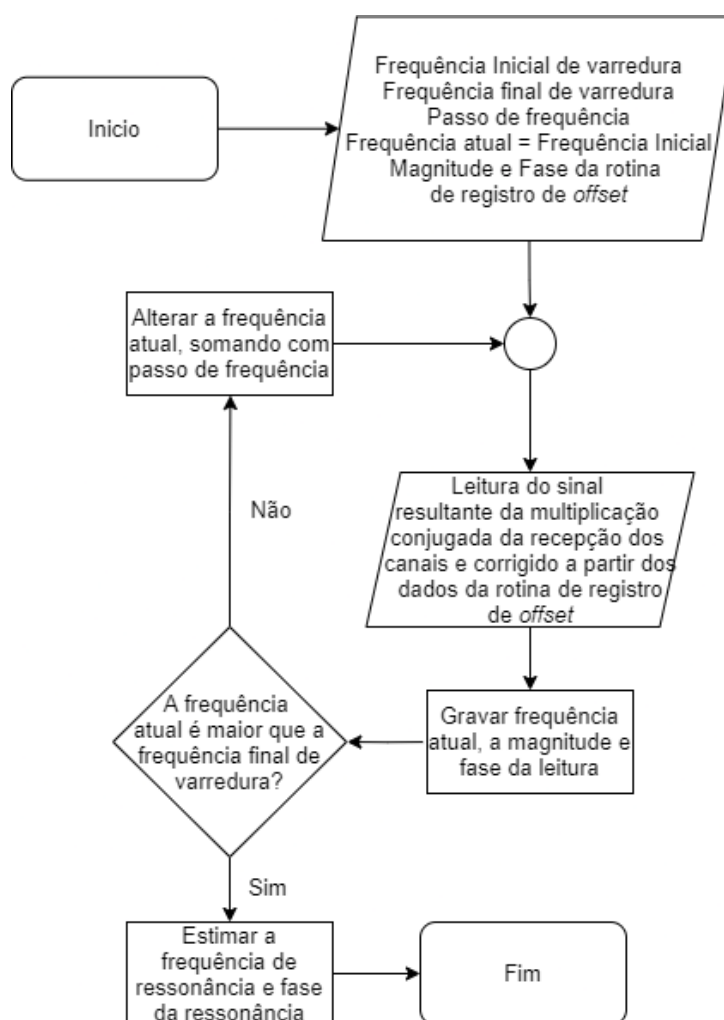 Inicio
Frequência Inicial de varredura
Frequência final de varredura
Passo de frequência
Frequência atual = Frequência Inicial
Magnitude e Fase da rotina
de registro de offset
Alterar a frequência
atual, somando com
passo de frequência
Leitura do sinal
resultante da multiplicação
conjugada da recepção dos
canais e corrigido a partir dos
dados da rotina de registro
de offset
Gravar frequência
atual, a magnitude e
fase da leitura
A frequência
atual é maior que a
frequência final de
varredura?
Não
Sim
Estimar a
frequência de
ressonância e fase
da ressonância
Fim